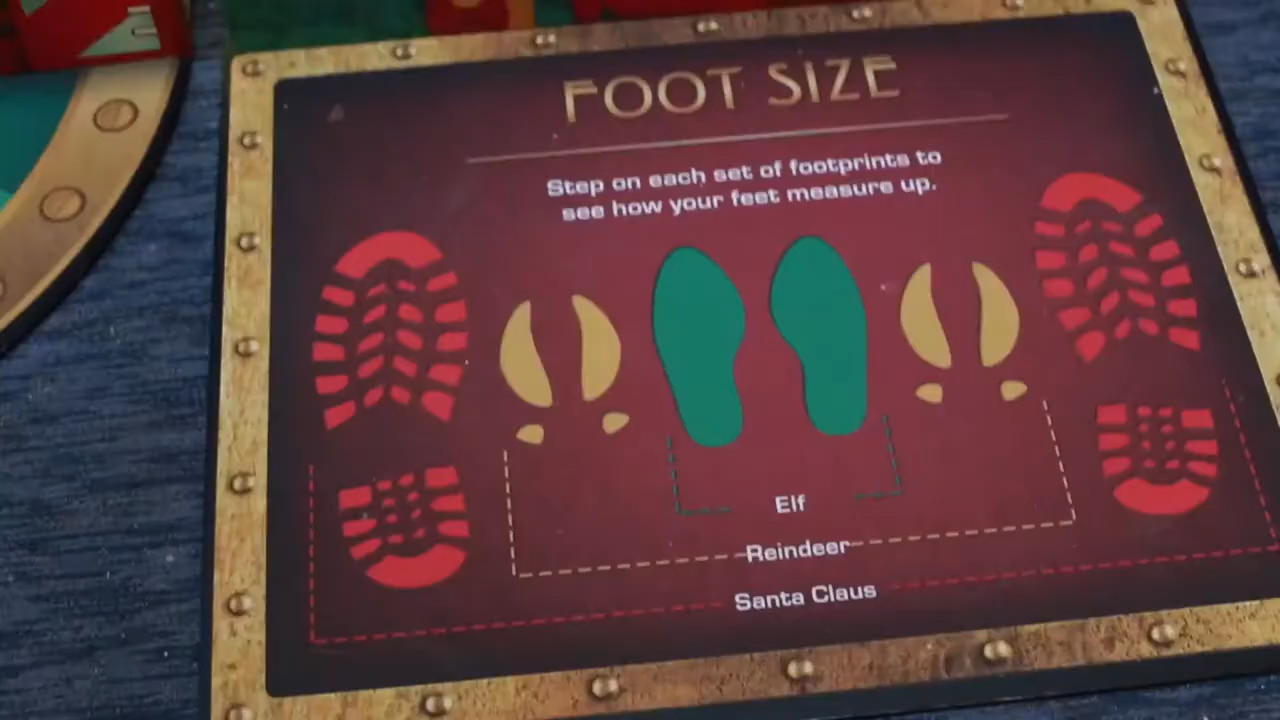 FOOT SIZE
Step on each set of footprints to
see how your feet measure up.
Elf
Reindeer
Santa Claus